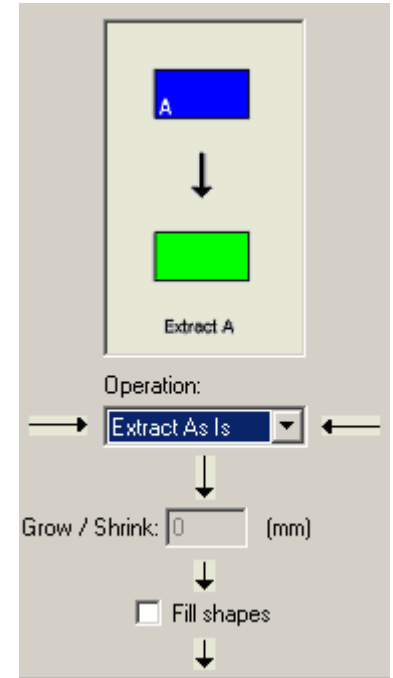 A
Extract A
Operation:
Extract As Is
Grow / Shrink: 0 (mm)
Fill shapes